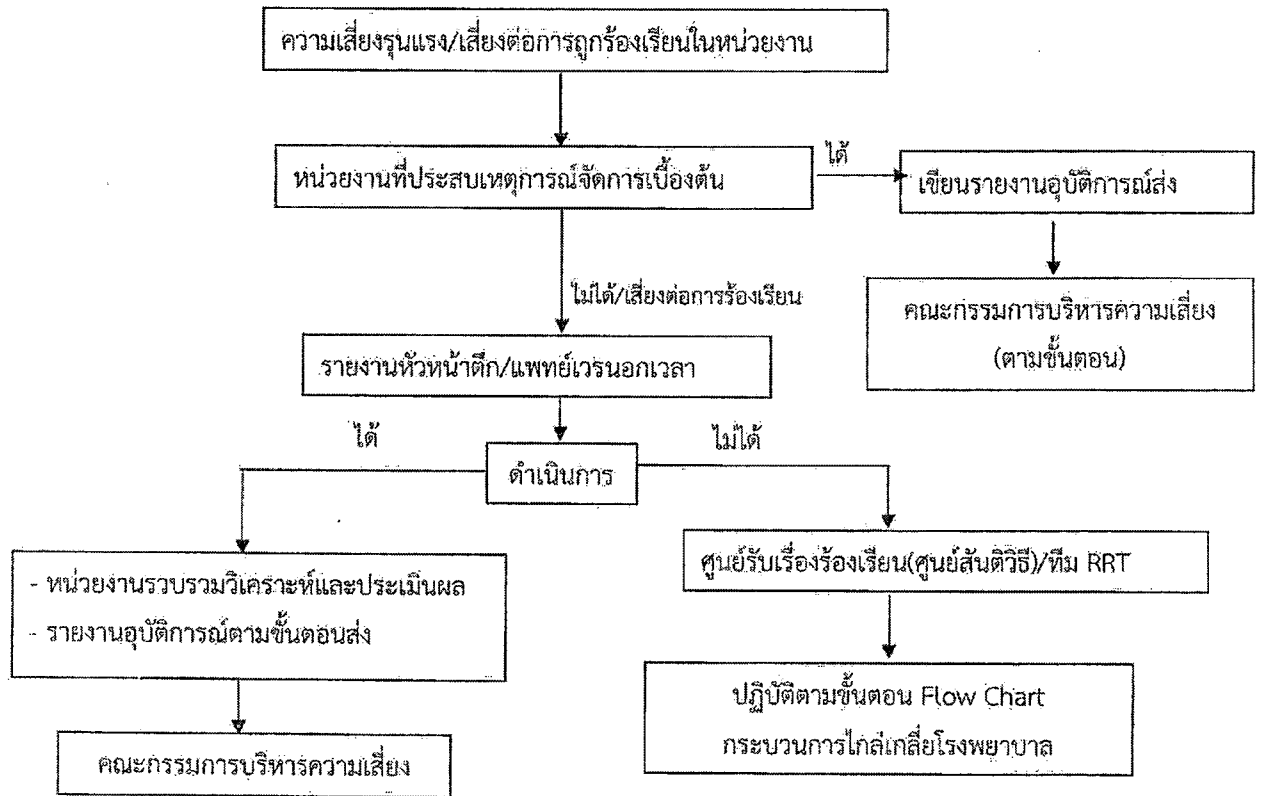 ความเสี่ยงรุนแรง/เสี่ยงต่อการถูกร้องเรียนในหน่วยงาน
หน่วยงานที่ประสบเหตุการณ์จัดการเบื้องต้น
ได้
เขียนรายงานอุบัติการณ์ส่ง
ไม่ได้/เสี่ยงต่อการร้องเรียน
คณะกรรมการบริหารความเสี่ยง
(ตามขั้นตอน)
รายงานหัวหน้าตึก/แพทย์เวรนอกเวลา
ได้
ไม่ได้
ดำเนินการ
- หน่วยงานรวบรวมวิเคราะห์และประเมินผล
- รายงานอุบัติการณ์ตามขั้นตอนส่ง
ศูนย์รับเรื่องร้องเรียน(ศูนย์สันติวิธี)/ทีม RRT
ปฏิบัติตามขั้นตอน Flow Chart
กระบวนการไกล่เกลี่ยโรงพยาบาล
คณะกรรมการบริหารความเสี่ยง